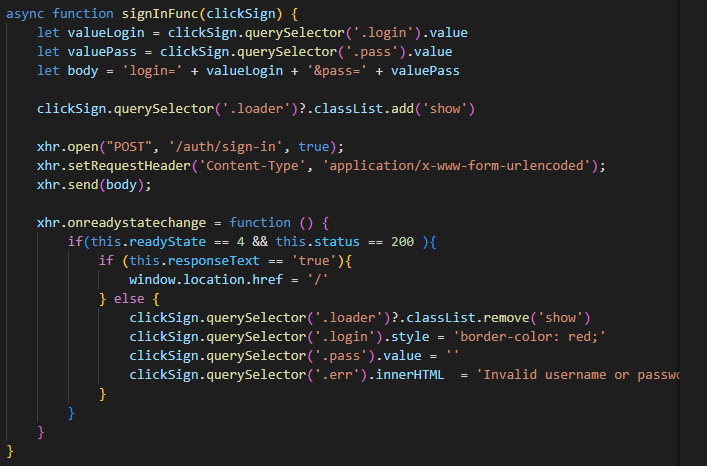 async function signInFunc(clickSign) {
    let valueLogin = clickSign.querySelector('.login').value
    let valuePass = clickSign.querySelector('.pass').value
    let body = 'login=' + valueLogin + '&pass=' + valuePass
    clickSign.querySelector('.loader')?.classList.add('show')
    xhr.open("POST", '/auth/sign-in', true);
    xhr.setRequestHeader('Content-Type', 'application/x-www-form-urlencoded');
    xhr.send(body);
    xhr.onreadystatechange = function () {
        if(this.readyState == 4 && this.status == 200 ){
            if (this.responseText == 'true'){
                window.location.href = '/'
            } else {
                clickSign.querySelector('.loader')?.classList.remove('show')
                clickSign.querySelector('.login').style = 'border-color: red;'
                clickSign.querySelector('.pass').value = ''
                clickSign.querySelector('.err').innerHTML  = 'Invalid username or
            }
        }
    }
}